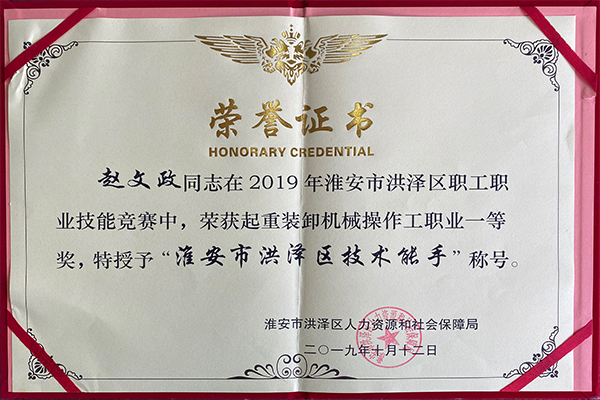 荣誉证书
HONORARY CREDENTIAL
赵文政同志在2019年淮安市洪泽区职工职
业技能竞赛中，荣获起重装卸机械操作工职业一等
奖，特授予“淮安市洪泽区技术能手”称号。
淮安市洪泽区人力资源和社会保障局
二〇一九年十月十二日